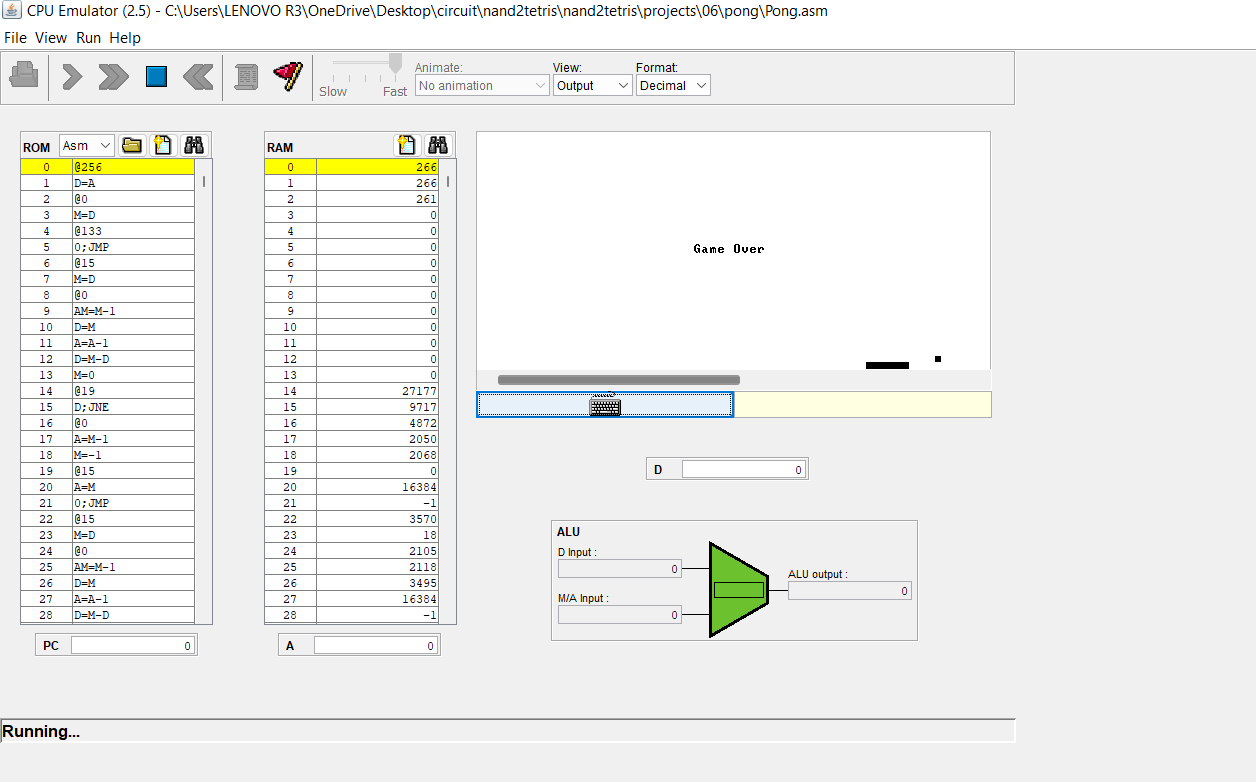 CPU Emulator (2.5) - C:\Users\LENOVO R3\OneDrive\Desktop\circuit\nand2tetris\nand2tetris\projects\06\pong\Pong.asm
File View Run Help
Slow Fast
Animate:
No animation
View:
Output
Format:
Decimal
ROM Asm
0 @256
1 D=A
2 @0
3 M=D
4 @133
5 0;JMP
6 @15
7 M=D
8 @0
9 AM=M-1
10 D=M
11 A=A-1
12 D=M-D
13 M=0
14 @19
15 D;JNE
16 @0
17 A=M-1
18 M=-1
19 @15
20 A=M
21 0;JMP
22 @15
23 M=D
24 @0
25 AM=M-1
26 D=M
27 A=A-1
28 D=M-D
PC 0
RAM
0 266
1 266
2 261
3 0
4 0
5 0
6 0
7 0
8 0
9 0
10 0
11 0
12 0
13 0
14 27177
15 9717
16 4872
17 2050
18 2068
19 0
20 16384
21 -1
22 3570
23 18
24 2105
25 2118
26 3495
27 16384
28 -1
A 0
Game Over
D 0
ALU
D Input :
0
M/A Input :
0
ALU output :
0
Running...